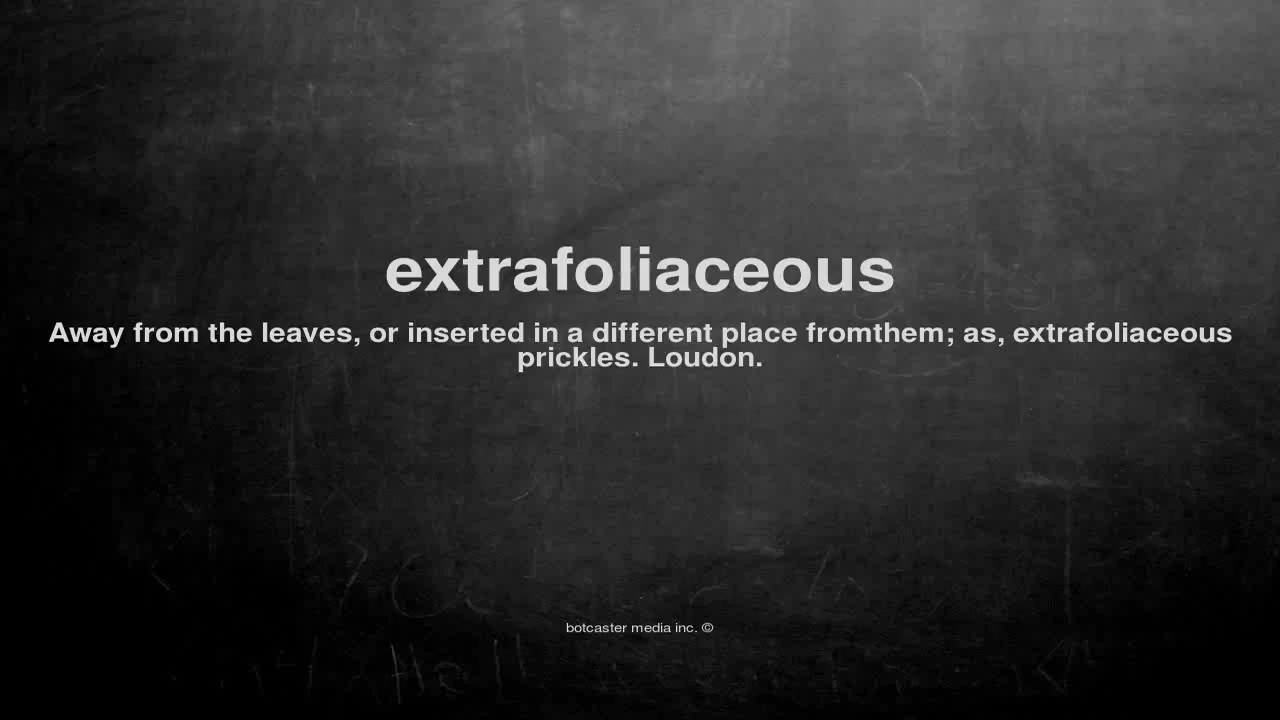 extrafoliaceous
Away from the leaves, or inserted in a different place fromthem; as, extrafoliaceous
prickles. Loudon.
botcaster media inc. ©